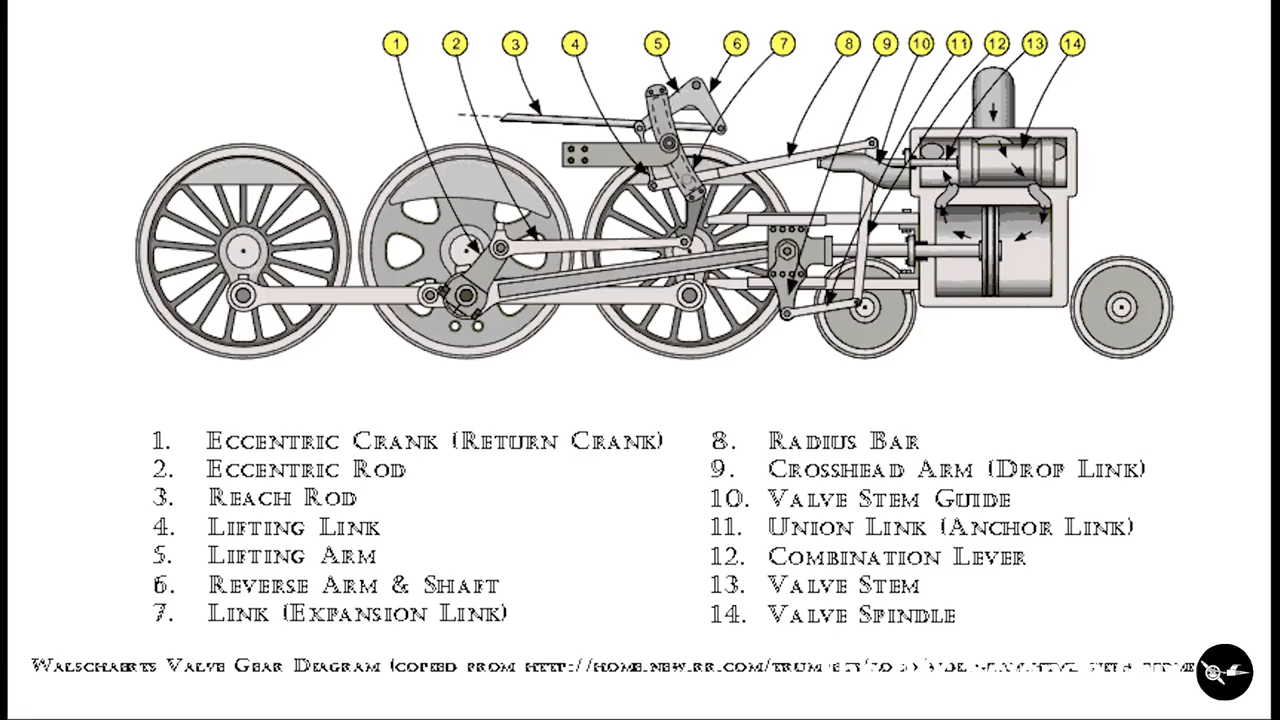 1 2 3 4 5 6 7 8 9 10 11 12 13 14
1. Eccentric Crank (Return Crank)
2. Eccentric Rod
3. Reach Rod
4. Lifting Link
5. Lifting Arm
6. Reverse Arm & Shaft
7. Link (Expansion Link)
8. Radius Bar
9. Crosshead Arm (Drop Link)
10. Valve Stem Guide
11. Union Link (Anchor Link)
12. Combination Lever
13. Valve Stem
14. Valve Spindle
Walschaerts Valve Gear Diagram (copied from